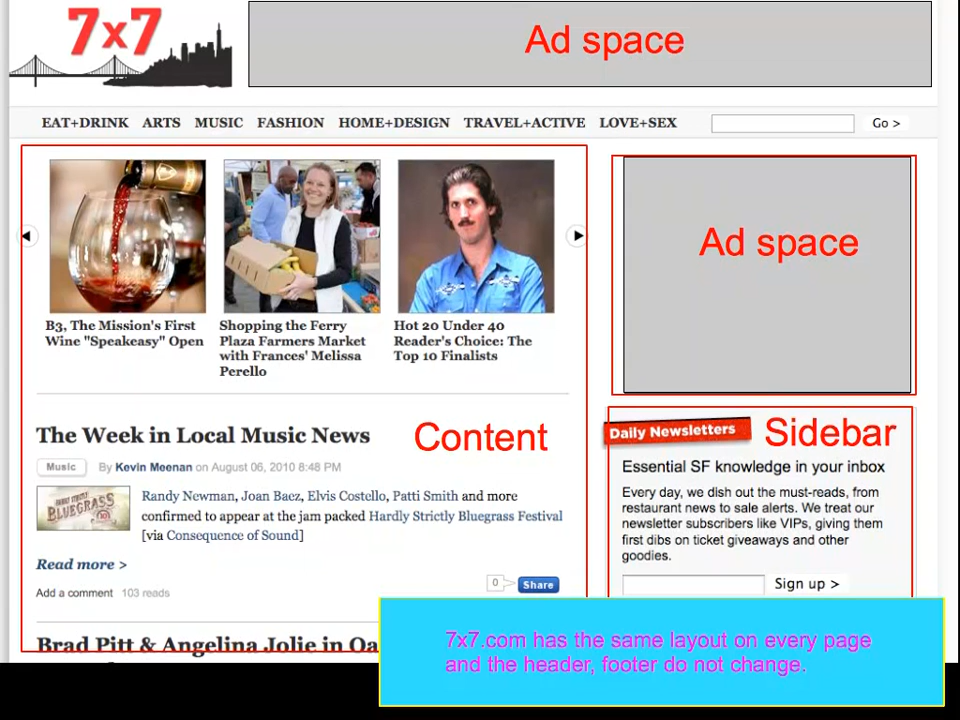 7x7
Ad space
EAT+DRINK ARTS MUSIC FASHION HOME+DESIGN TRAVEL+ACTIVE LOVE+SEX Go >
B3, The Mission's First
Wine "Speakeasy" Open
Shopping the Ferry
Plaza Farmers Market
with Frances' Melissa
Perello
Hot 20 Under 40
Reader's Choice: The
Top 10 Finalists
Ad space
The Week in Local Music News
Content
Music By Kevin Meenan on August 06, 2010 8:48 PM
BLUEGRASS
Randy Newman, Joan Baez, Elvis Costello, Patti Smith and more
confirmed to appear at the jam packed Hardly Strictly Bluegrass Festival
[via Consequence of Sound]
Read more >
0 Share
Add a comment 103 reads
Brad Pitt & Angelina Jolie in Oa
Daily Newsletters
Sidebar
Essential SF knowledge in your inbox
Every day, we dish out the must-reads, from
restaurant news to sale alerts. We treat our
newsletter subscribers like VIPs, giving them
first dibs on ticket giveaways and other
goodies.
Sign up >
7x7.com has the same layout on every page
and the header, footer do not change.